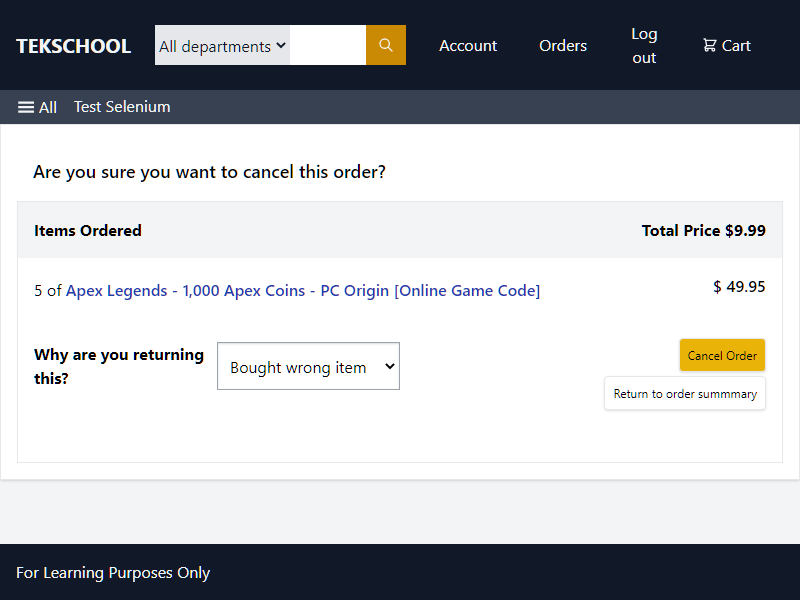 TEKSCHOOL
All departments
Account
Orders
Log
out
Cart
All
Test Selenium
Are you sure you want to cancel this order?
Items Ordered
Total Price $9.99
5 of Apex Legends - 1,000 Apex Coins - PC Origin [Online Game Code]
$ 49.95
Why are you returning
this?
Bought wrong item
Cancel Order
Return to order summmary
For Learning Purposes Only